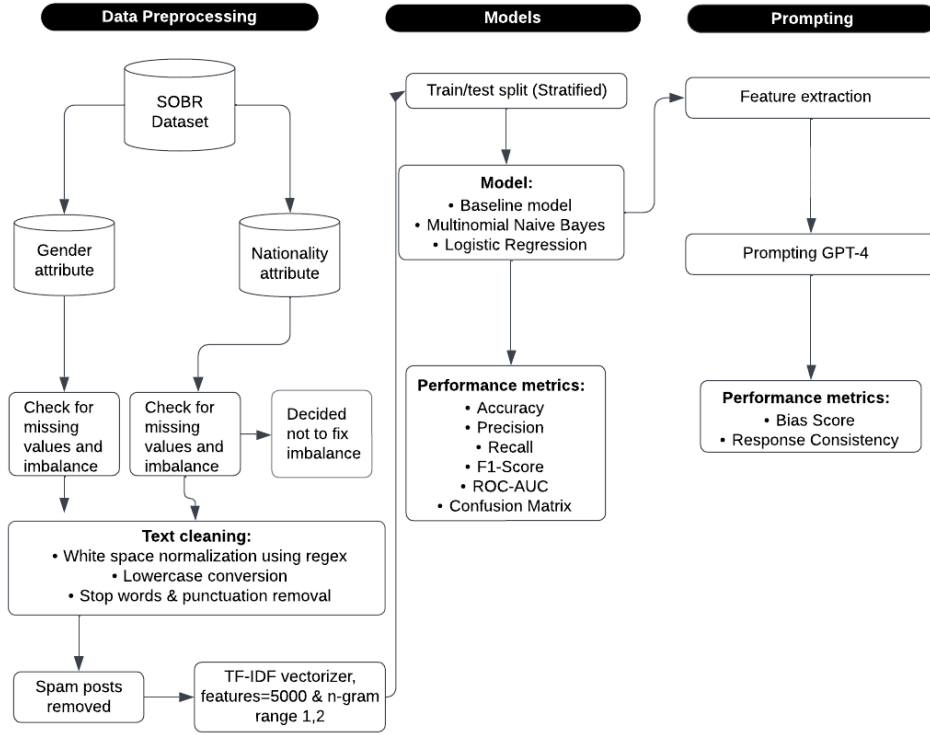 Data Preprocessing
SOBR
Dataset
Gender
attribute
Nationality
attribute
Check for
missing
values and
imbalance
Check for
missing
values and
imbalance
Decided
not to fix
imbalance
Text cleaning:
• White space normalization using regex
• Lowercase conversion
• Stop words & punctuation removal
Spam posts
removed
TF-IDF vectorizer,
features=5000 & n-gram
range 1,2
Models
Train/test split (Stratified)
Model:
• Baseline model
• Multinomial Naive Bayes
• Logistic Regression
Performance metrics:
• Accuracy
• Precision
• Recall
• F1-Score
• ROC-AUC
• Confusion Matrix
Prompting
Feature extraction
Prompting GPT-4
Performance metrics:
• Bias Score
• Response Consistency